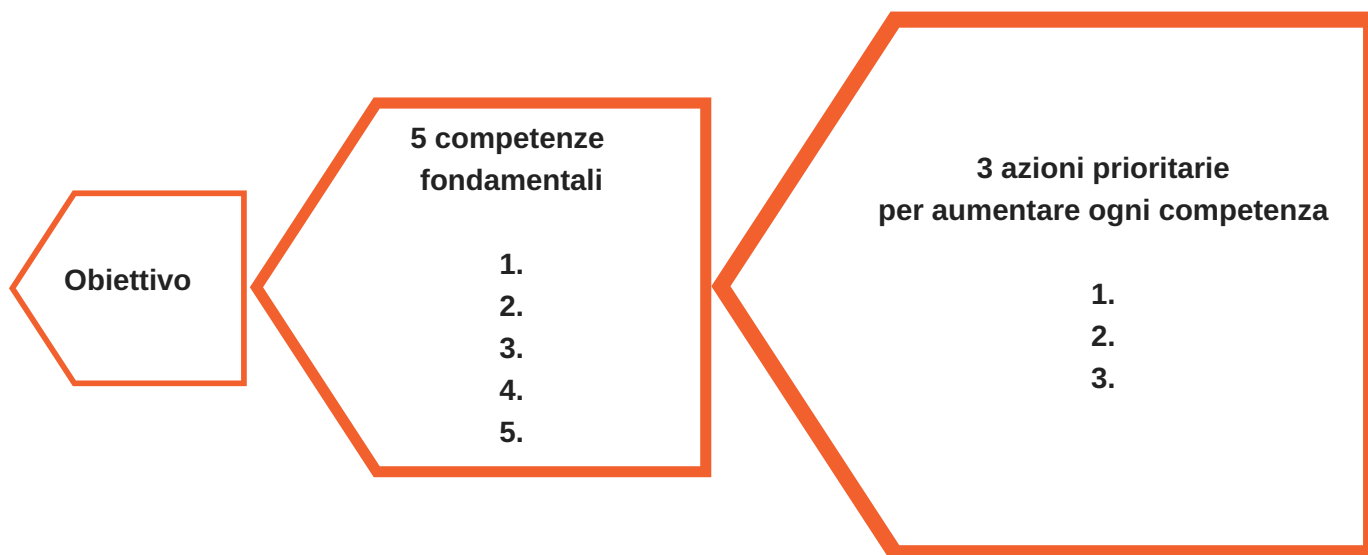 Obiettivo
5 competenze
fondamentali
1.
2.
3.
4.
5.
3 azioni prioritarie
per aumentare ogni competenza
1.
2.
3.